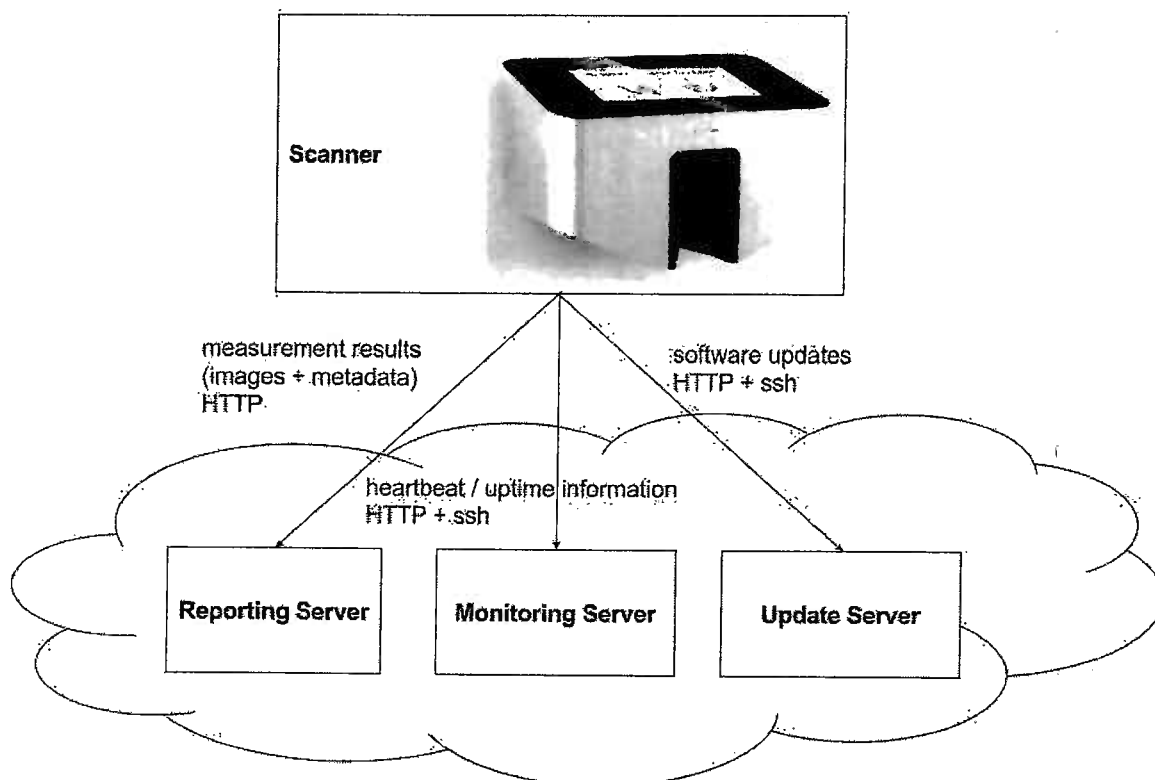 Scanner
measurement results
(images + metadata)
HTTP
software updates
HTTP + ssh
heartbeat / uptime information
HTTP + ssh
Reporting Server
Monitoring Server
Update Server